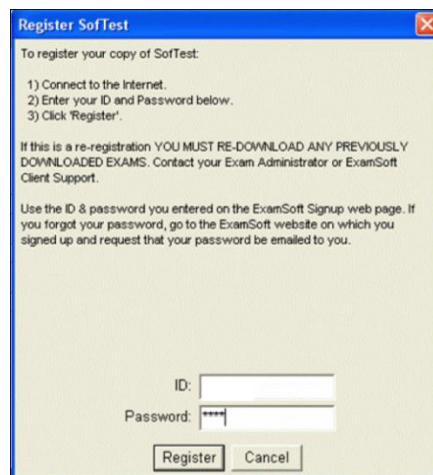 Register SofTest
To register your copy of SofTest:
1) Connect to the Internet.
2) Enter your ID and Password below.
3) Click 'Register'.
If this is a re-registration YOU MUST RE-DOWNLOAD ANY PREVIOUSLY
DOWNLOADED EXAMS. Contact your Exam Administrator or ExamSoft
Client Support.
Use the ID & password you entered on the ExamSoft Signup web page. If
you forgot your password, go to the ExamSoft website on which you
signed up and request that your password be emailed to you.
ID:
Password: ****
Register Cancel